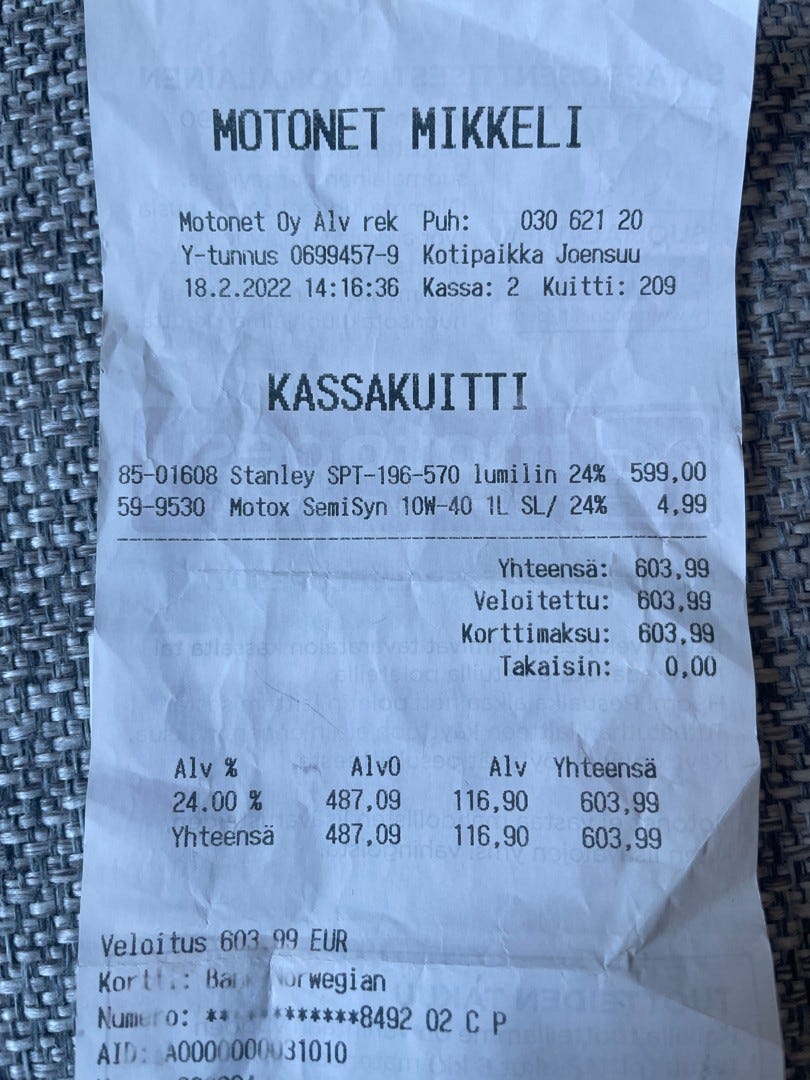 MOTONET MIKKELI
Motonet Oy Alv rek Puh: 030 621 20
Y-tunnus 0699457-9 Kotipaikka Joensuu
18.2.2022 14:16:36 Kassa: 2 Kuitti: 209
KASSAKUITTI
85-01608 Stanley SPT-196-570 lumilin 24% 599,00
59-9530 Motox SemiSyn 10W-40 1L SL/ 24% 4,99
Yhteensä: 603,99
Veloitettu: 603,99
Korttimaksu: 603,99
Takaisin: 0,00
Alv % Alv0 Alv Yhteensä
24.00 % 487,09 116,90 603,99
Yhteensä 487,09 116,90 603,99
Veloitus 603.99 EUR
Kortti: Bank Norwegian
Numero: ************8492 02 C P
AID: A0000000031010